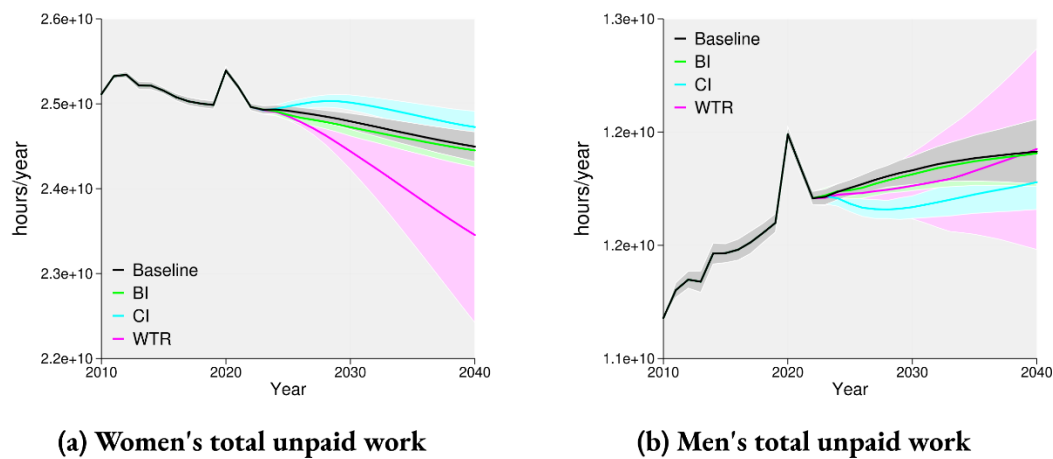 2.6e+10
2.5e+10
2.4e+10
2.3e+10
2.2e+10
hours/year
Baseline
BI
CI
WTR
2010
2020
2030
2040
Year
(a) Women's total unpaid work
1.3e+10
1.2e+10
1.2e+10
1.1e+10
hours/year
Baseline
BI
CI
WTR
2010
2020
2030
2040
Year
(b) Men's total unpaid work